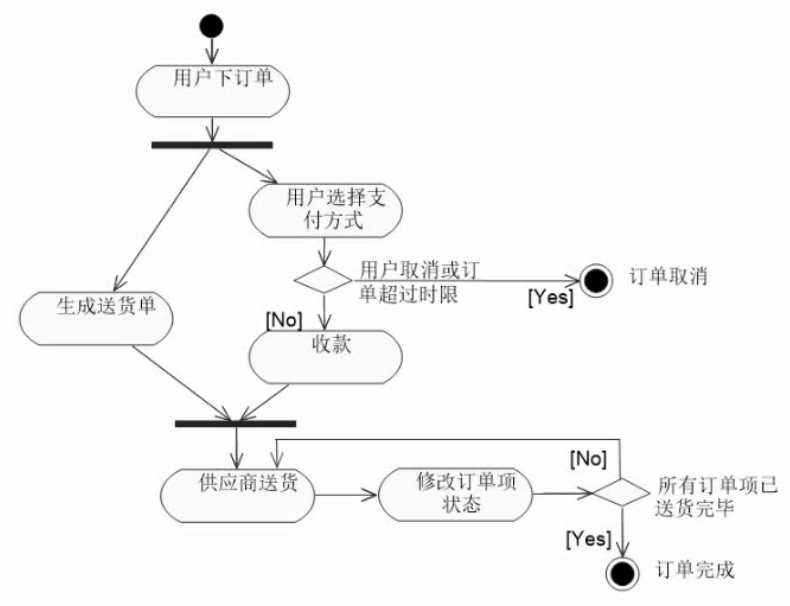 用户下订单
用户选择支
付方式
用户取消或订
单超过时限
[Yes]
订单取消
生成送货单
[No]
收款
[No]
供应商送货
修改订单项
状态
所有订单项已
送货完毕
[Yes]
订单完成